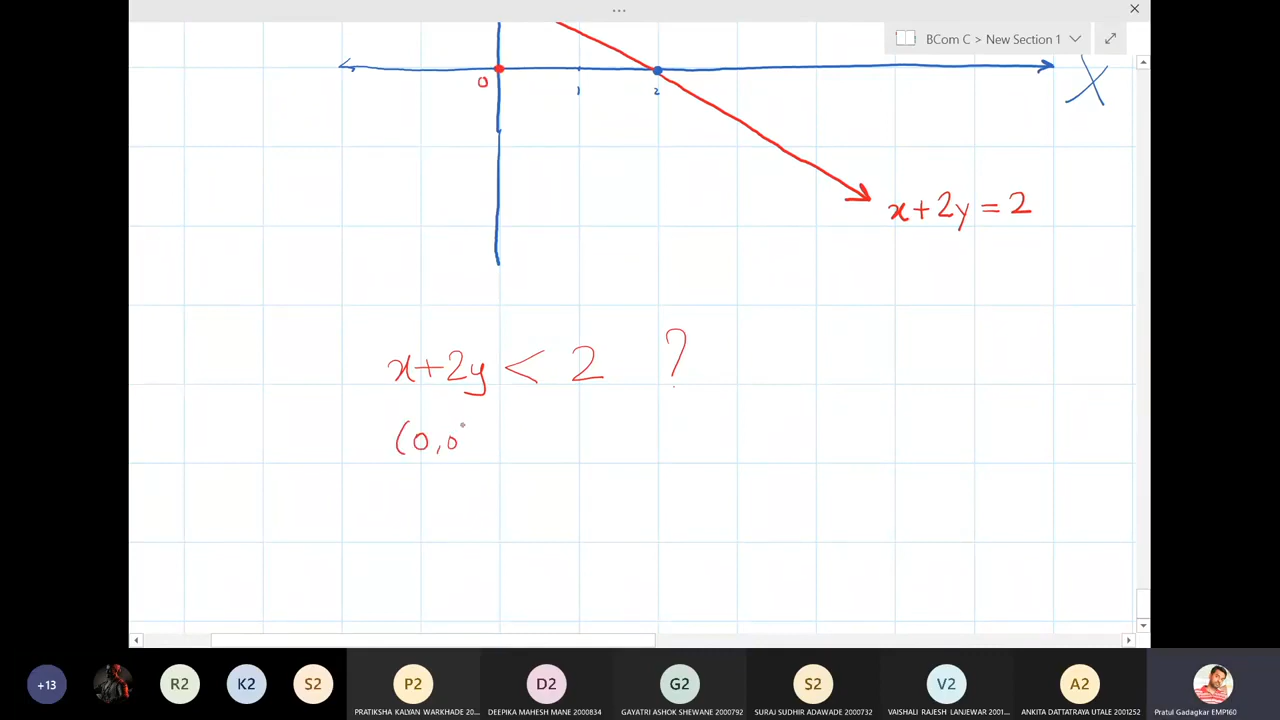 BCom C > New Section 1
X
0 1 2
x+2y = 2
x+2y < 2 ?
(0,0
+13 R2 K2 S2 P2 D2 G2 S2 V2 A2
PRATIKSHA KALYAN WARKHADE 20... DEEPIKA MAHESH MANE 2000834 GAYATRI ASHOK SHEWANE 2000792 SURAJ SUDHIR ADAWADE 2000732 VAISHALI RAJESH LANJEWAR 2001... ANKITA DATTATRAYA UTALE 2001252 Pratul Gadagkar EMP160